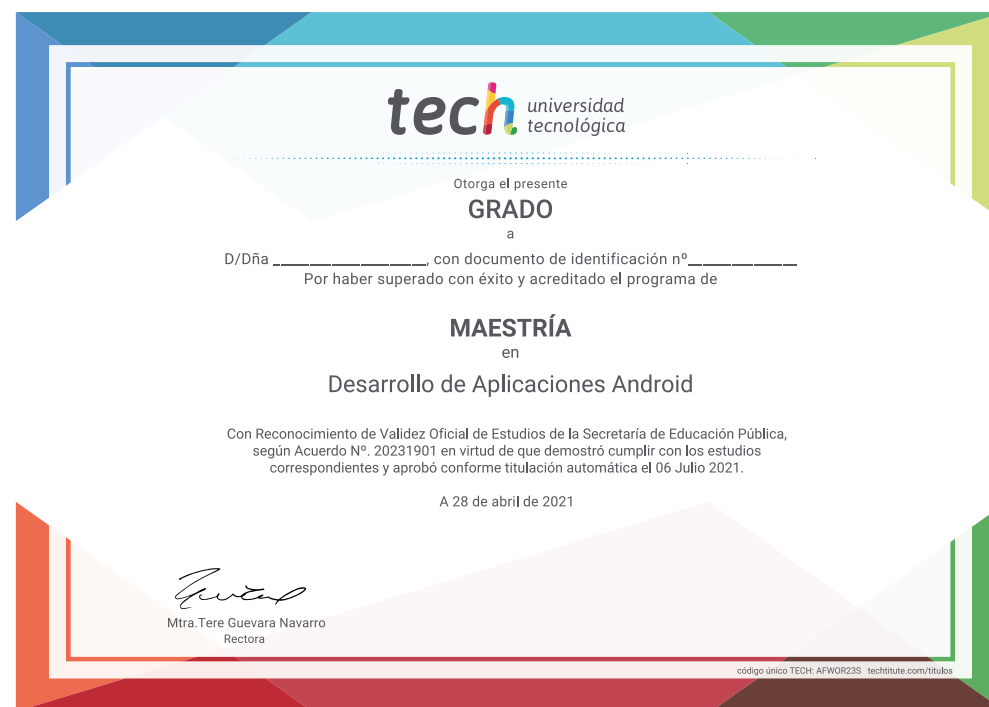 tech universidad
tecnológica
Otorga el presente
GRADO
a
D/Dña ____________________, con documento de identificación nº______________
Por haber superado con éxito y acreditado el programa de
MAESTRÍA
en
Desarrollo de Aplicaciones Android
Con Reconocimiento de Validez Oficial de Estudios de la Secretaría de Educación Pública,
según Acuerdo Nº. 20231901 en virtud de que demostró cumplir con los estudios
correspondientes y aprobó conforme titulación automática el 06 Julio 2021.
A 28 de abril de 2021
Mtra.Tere Guevara Navarro
Rectora
código único TECH: AFWOR23S techtitute.com/titulos